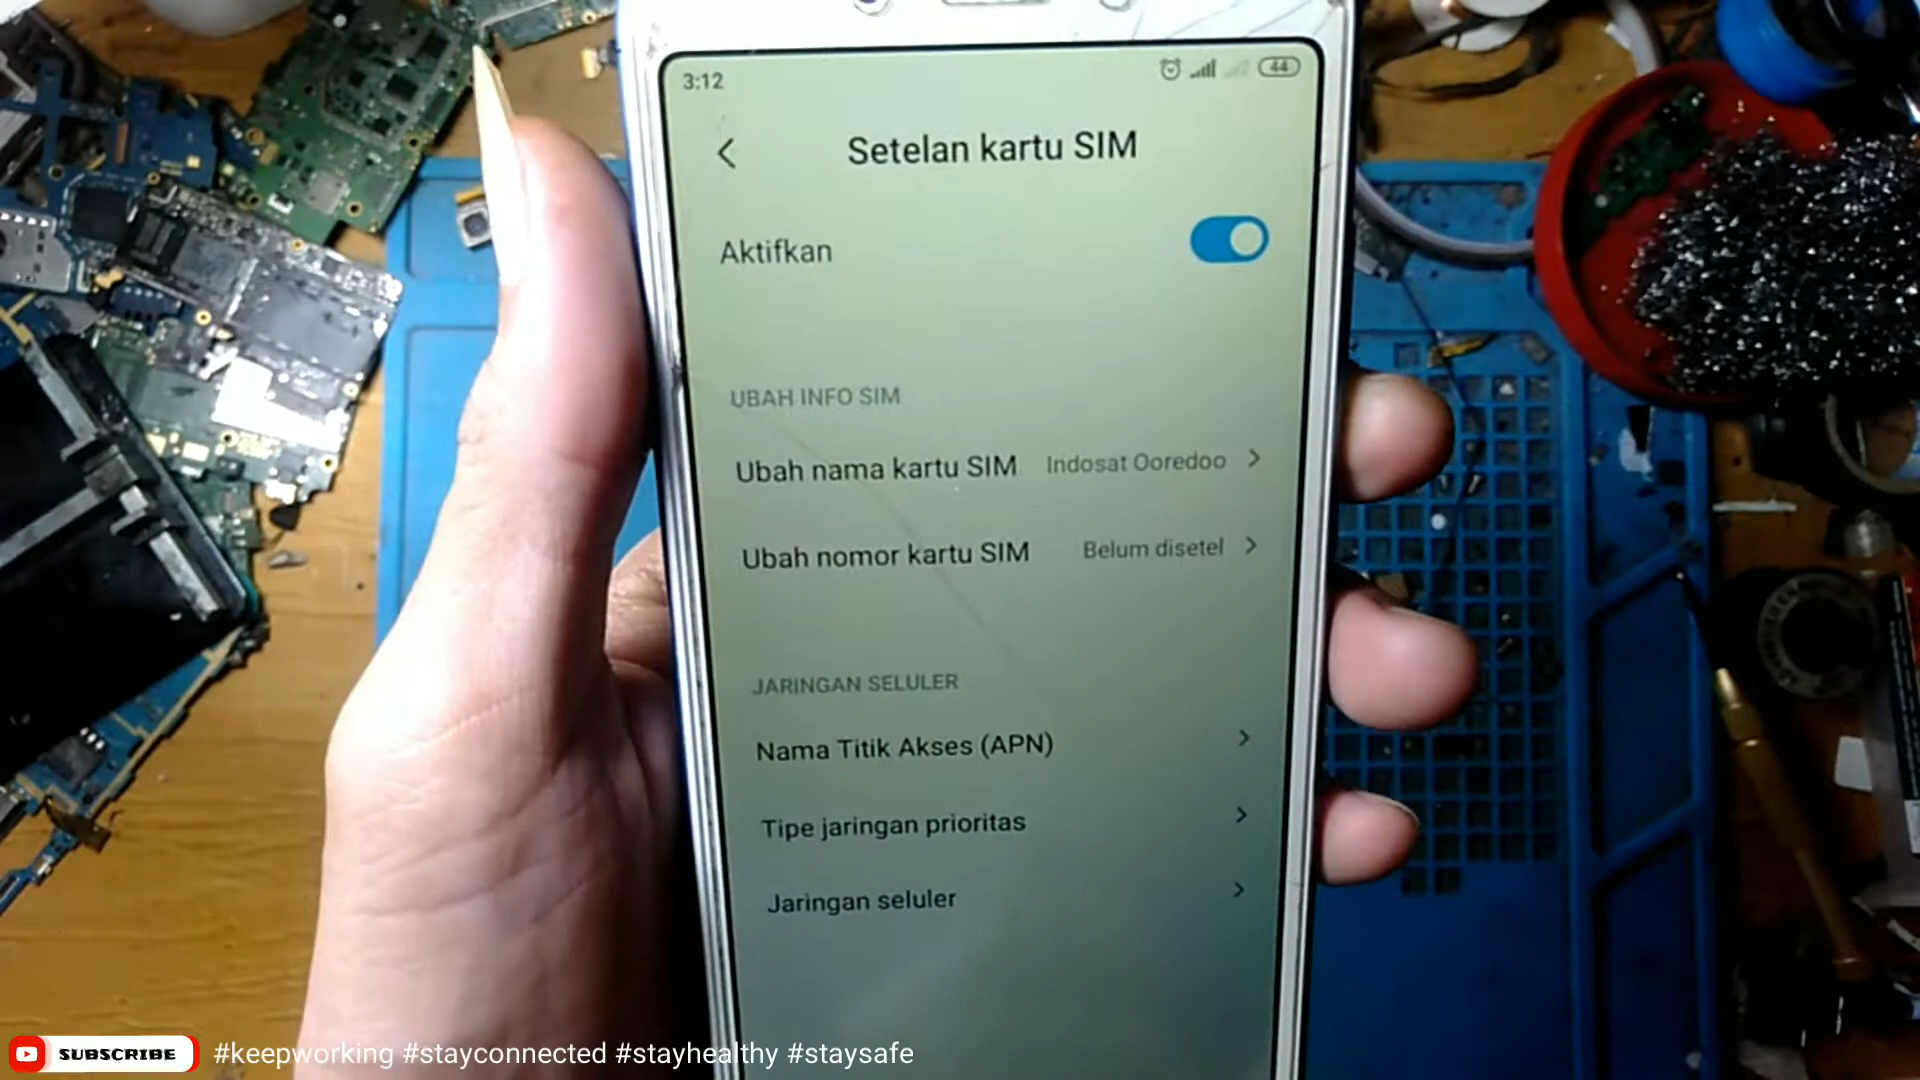 3:12
44
Setelan kartu SIM
Aktifkan
UBAH INFO SIM
Ubah nama kartu SIM Indosat Ooredoo
Ubah nomor kartu SIM Belum disetel
JARINGAN SELULER
Nama Titik Akses (APN)
Tipe jaringan prioritas
Jaringan seluler
SUBSCRIBE #keepworking #stayconnected #stayhealthy #staysafe